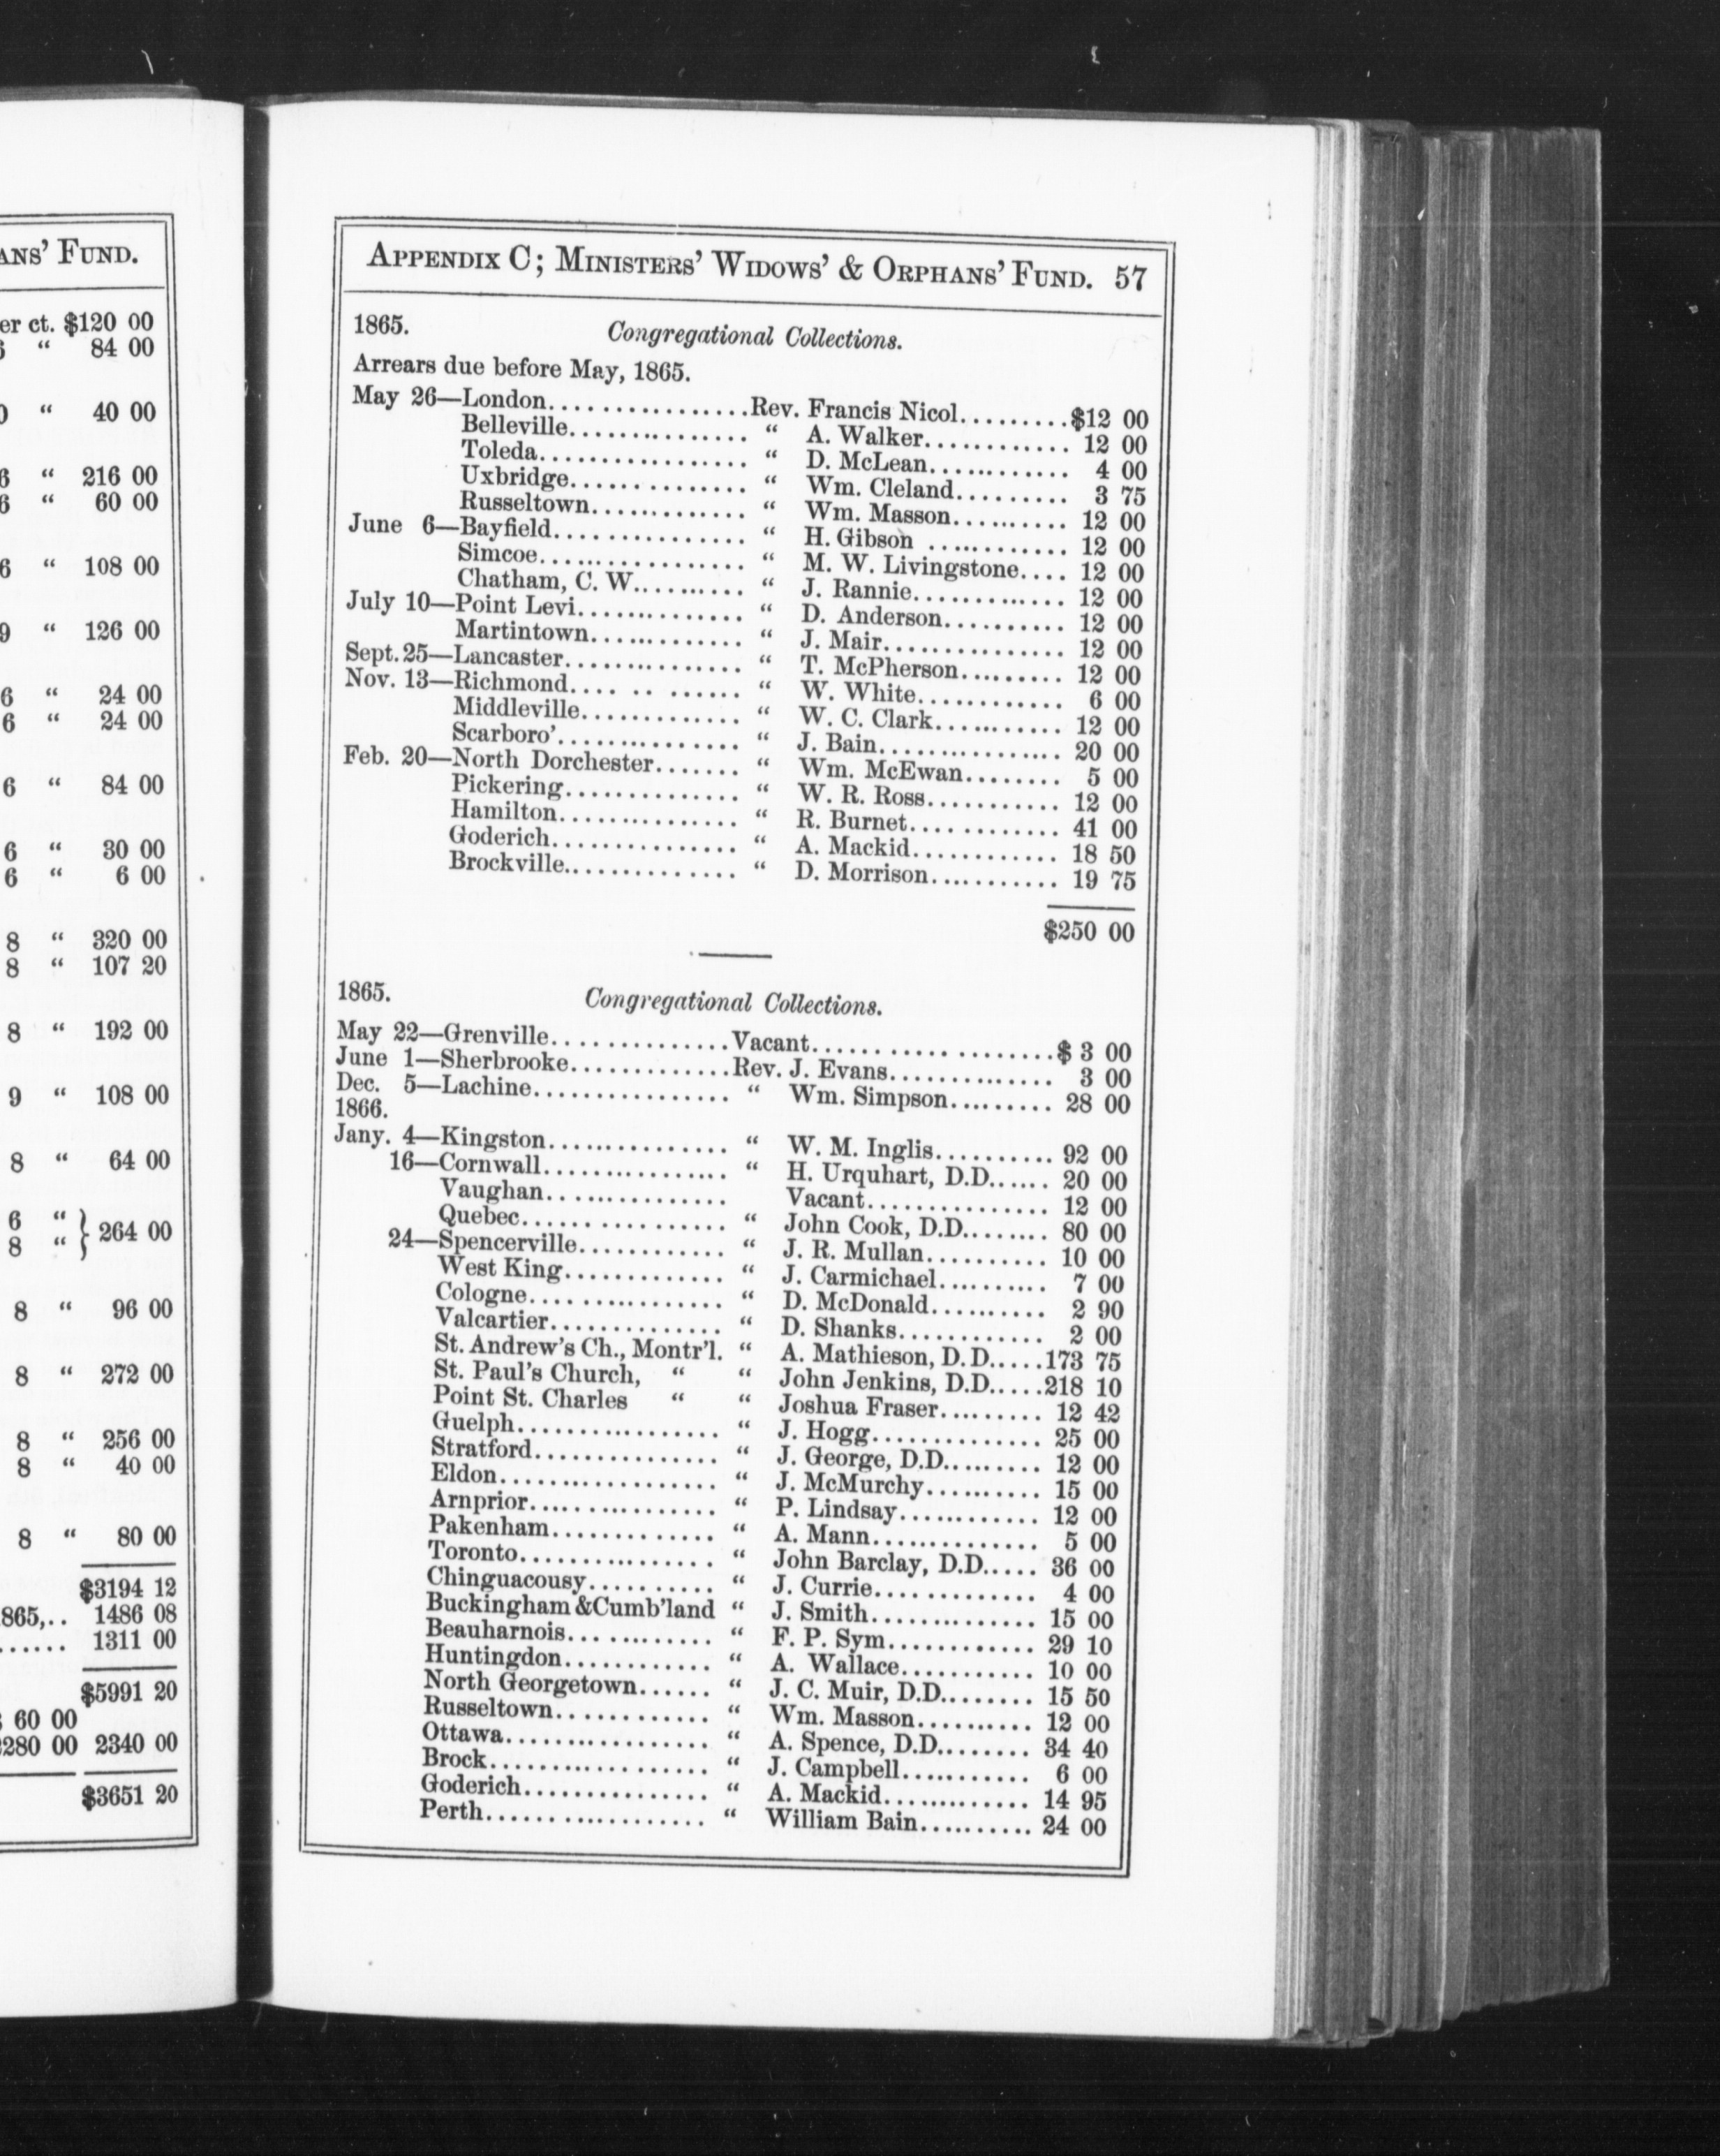 ANS' FUND.
er ct. $120 00
6 “ 84 00
0 “ 40 00
6 “ 216 00
6 “ 60 00
6 “ 108 00
9 “ 126 00
6 “ 24 00
6 “ 24 00
6 “ 84 00
6 “ 30 00
6 “ 6 00
8 “ 320 00
8 “ 107 20
8 “ 192 00
9 “ 108 00
8 “ 64 00
6 “
8 “ } 264 00
8 “ 96 00
8 “ 272 00
8 “ 256 00
8 “ 40 00
8 “ 80 00
$3194 12
865,.. 1486 08
...... 1311 00
$5991 20
60 00
280 00 2340 00
$3651 20
APPENDIX C; MINISTERS' WIDOWS' & ORPHANS' FUND. 57
1865. Congregational Collections.
Arrears due before May, 1865.
May 26—London................Rev. Francis Nicol.........$12 00
Belleville............... “ A. Walker............ 12 00
Toleda................. “ D. McLean............ 4 00
Uxbridge.............. “ Wm. Cleland......... 3 75
Russeltown............. “ Wm. Masson.......... 12 00
June 6—Bayfield............... “ H. Gibson ............ 12 00
Simcoe................. “ M. W. Livingstone.... 12 00
Chatham, C. W......... “ J. Rannie............. 12 00
July 10—Point Levi.............. “ D. Anderson.......... 12 00
Martintown............. “ J. Mair............... 12 00
Sept. 25—Lancaster............... “ T. McPherson......... 12 00
Nov. 13—Richmond.... .. ...... “ W. White............ 6 00
Middleville............. “ W. C. Clark........... 12 00
Scarboro'............... “ J. Bain................ 20 00
Feb. 20—North Dorchester....... “ Wm. McEwan........ 5 00
Pickering.............. “ W. R. Ross........... 12 00
Hamilton............... “ R. Burnet............ 41 00
Goderich............... “ A. Mackid............ 18 50
Brockville.............. “ D. Morrison........... 19 75
$250 00
1865. Congregational Collections.
May 22—Grenville..............Vacant........................$ 3 00
June 1—Sherbrooke.............Rev. J. Evans.............. 3 00
Dec. 5—Lachine................ “ Wm. Simpson......... 28 00
1866.
Jany. 4—Kingston............... “ W. M. Inglis.......... 92 00
16—Cornwall............... “ H. Urquhart, D.D...... 20 00
Vaughan............... Vacant............... 12 00
Quebec................. “ John Cook, D.D........ 80 00
24—Spencerville............ “ J. R. Mullan.......... 10 00
West King............. “ J. Carmichael.......... 7 00
Cologne................ “ D. McDonald.......... 2 90
Valcartier.............. “ D. Shanks............ 2 00
St. Andrew's Ch., Montr'l. “ A. Mathieson, D.D.....173 75
St. Paul's Church, “ “ John Jenkins, D.D.....218 10
Point St. Charles “ “ Joshua Fraser......... 12 42
Guelph................. “ J. Hogg.............. 25 00
Stratford............... “ J. George, D.D......... 12 00
Eldon.................. “ J. McMurchy.......... 15 00
Arnprior................ “ P. Lindsay............ 12 00
Pakenham............. “ A. Mann.............. 5 00
Toronto................ “ John Barclay, D.D..... 36 00
Chinguacousy.......... “ J. Currie............. 4 00
Buckingham &Cumb'land “ J. Smith.............. 15 00
Beauharnois............ “ F. P. Sym............ 29 10
Huntingdon............ “ A. Wallace........... 10 00
North Georgetown...... “ J. C. Muir, D.D........ 15 50
Russeltown............. “ Wm. Masson.......... 12 00
Ottawa................. “ A. Spence, D.D........ 34 40
Brock.................. “ J. Campbell........... 6 00
Goderich............... “ A. Mackid............ 14 95
Perth................... “ William Bain.......... 24 00